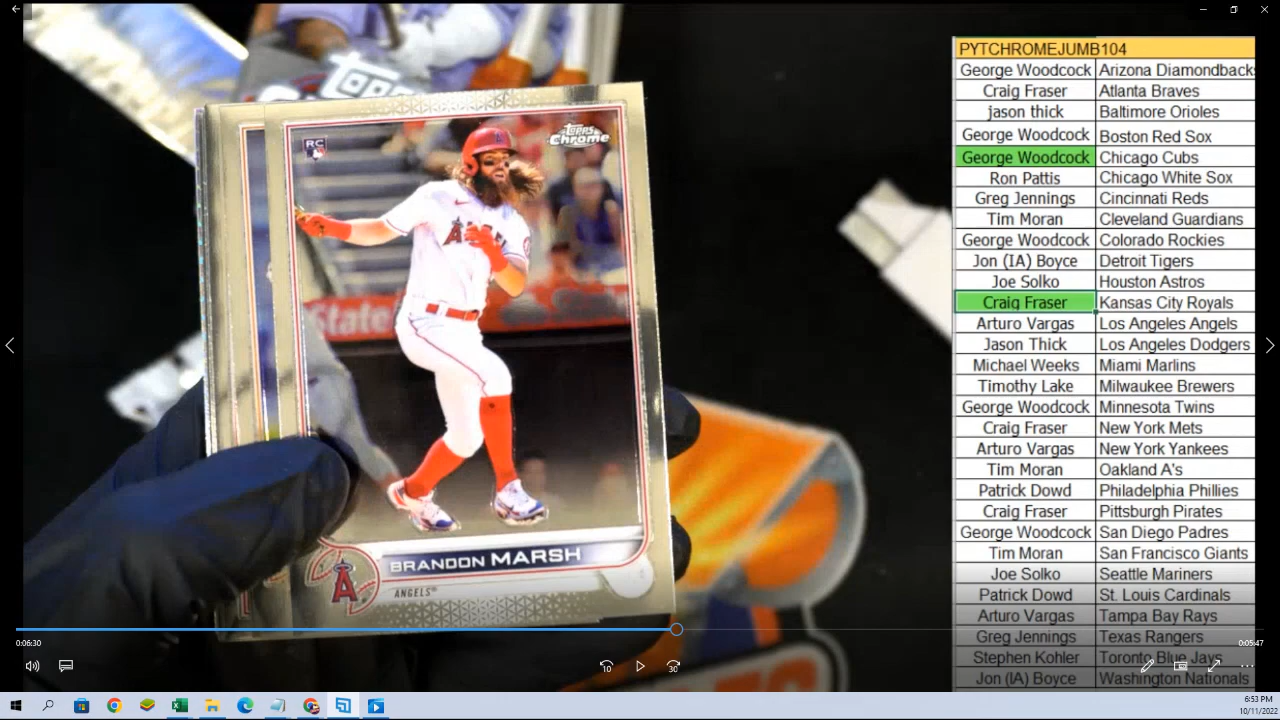 PYTCHROMEJUMB104
George Woodcock Arizona Diamondbacks
Craig Fraser Atlanta Braves
jason thick Baltimore Orioles
George Woodcock Boston Red Sox
George Woodcock Chicago Cubs
Ron Pattis Chicago White Sox
Greg Jennings Cincinnati Reds
Tim Moran Cleveland Guardians
George Woodcock Colorado Rockies
Jon (IA) Boyce Detroit Tigers
Joe Solko Houston Astros
Craig Fraser Kansas City Royals
Arturo Vargas Los Angeles Angels
Jason Thick Los Angeles Dodgers
Michael Weeks Miami Marlins
Timothy Lake Milwaukee Brewers
George Woodcock Minnesota Twins
Craig Fraser New York Mets
Arturo Vargas New York Yankees
Tim Moran Oakland A's
Patrick Dowd Philadelphia Phillies
Craig Fraser Pittsburgh Pirates
George Woodcock San Diego Padres
Tim Moran San Francisco Giants
Joe Solko Seattle Mariners
Patrick Dowd St. Louis Cardinals
Arturo Vargas Tampa Bay Rays
Greg Jennings Texas Rangers
Stephen Kohler Toronto Blue Jays
Jon (IA) Boyce Washington Nationals
Topps
RC
Topps
Chrome
State
BRANDON MARSH
A
ANGELS
0:06:30
0:05:47
10
30
6:53 PM
10/11/2022